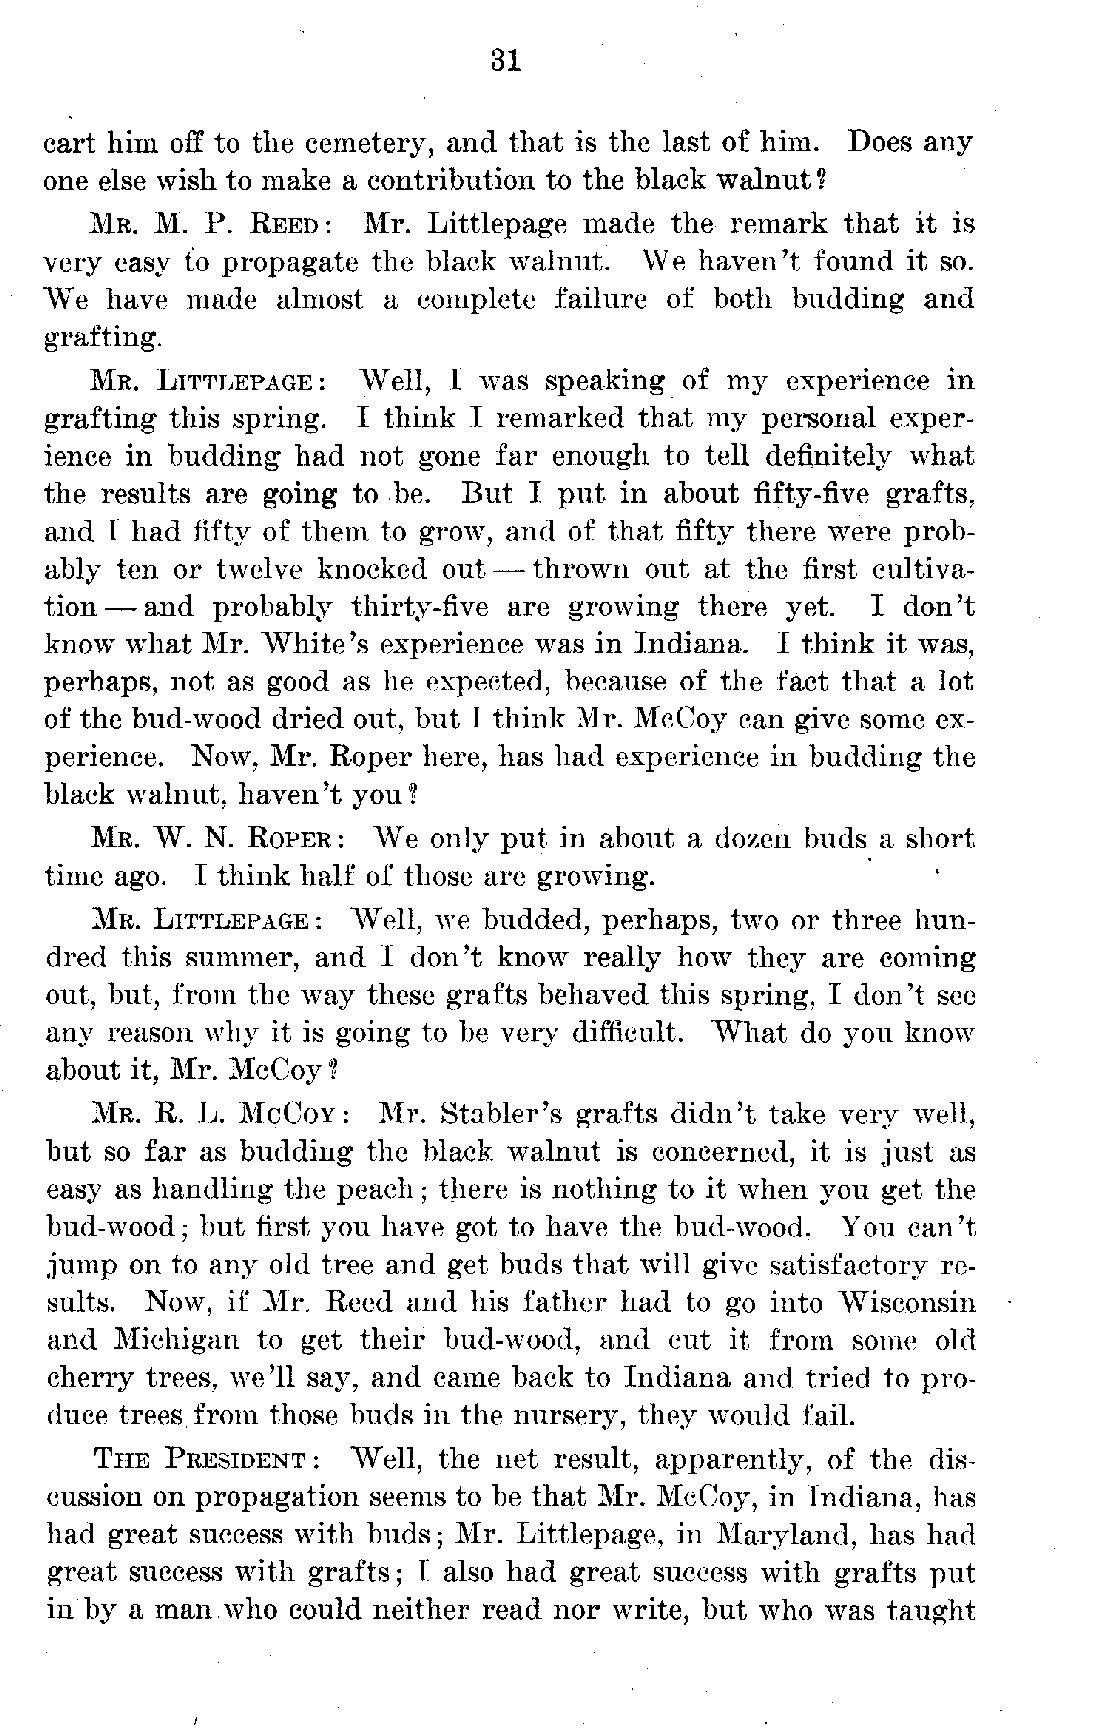 31
cart him off to the cemetery, and that is the last of him. Does any
one else wish to make a contribution to the black walnut?
MR. M. P. REED: Mr. Littlepage made the remark that it is
very easy to propagate the black walnut. We haven't found it so.
We have made almost a complete failure of both budding and
grafting.
MR. LITTLEPAGE: Well, I was speaking of my experience in
grafting this spring. I think I remarked that my personal exper-
ience in budding had not gone far enough to tell definitely what
the results are going to be. But I put in about fifty-five grafts,
and I had fifty of them to grow, and of that fifty there were prob-
ably ten or twelve knocked out — thrown out at the first cultiva-
tion — and probably thirty-five are growing there yet. I don't
know what Mr. White's experience was in Indiana. I think it was,
perhaps, not as good as he expected, because of the fact that a lot
of the bud-wood dried out, but I think Mr. McCoy can give some ex-
perience. Now, Mr. Roper here, has had experience in budding the
black walnut, haven't you?
MR. W. N. ROPER: We only put in about a dozen buds a short
time ago. I think half of those are growing.
MR. LITTLEPAGE: Well, we budded, perhaps, two or three hun-
dred this summer, and I don't know really how they are coming
out, but, from the way these grafts behaved this spring, I don't see
any reason why it is going to be very difficult. What do you know
about it, Mr. McCoy?
MR. R. L. MCCOY: Mr. Stabler's grafts didn't take very well,
but so far as budding the black walnut is concerned, it is just as
easy as handling the peach; there is nothing to it when you get the
bud-wood; but first you have got to have the bud-wood. You can't
jump on to any old tree and get buds that will give satisfactory re-
sults. Now, if Mr. Reed and his father had to go into Wisconsin
and Michigan to get their bud-wood, and cut it from some old
cherry trees, we'll say, and came back to Indiana and tried to pro-
duce trees from those buds in the nursery, they would fail.
THE PRESIDENT: Well, the net result, apparently, of the dis-
cussion on propagation seems to be that Mr. McCoy, in Indiana, has
had great success with buds; Mr. Littlepage, in Maryland, has had
great success with grafts; I also had great success with grafts put
in by a man who could neither read nor write, but who was taught